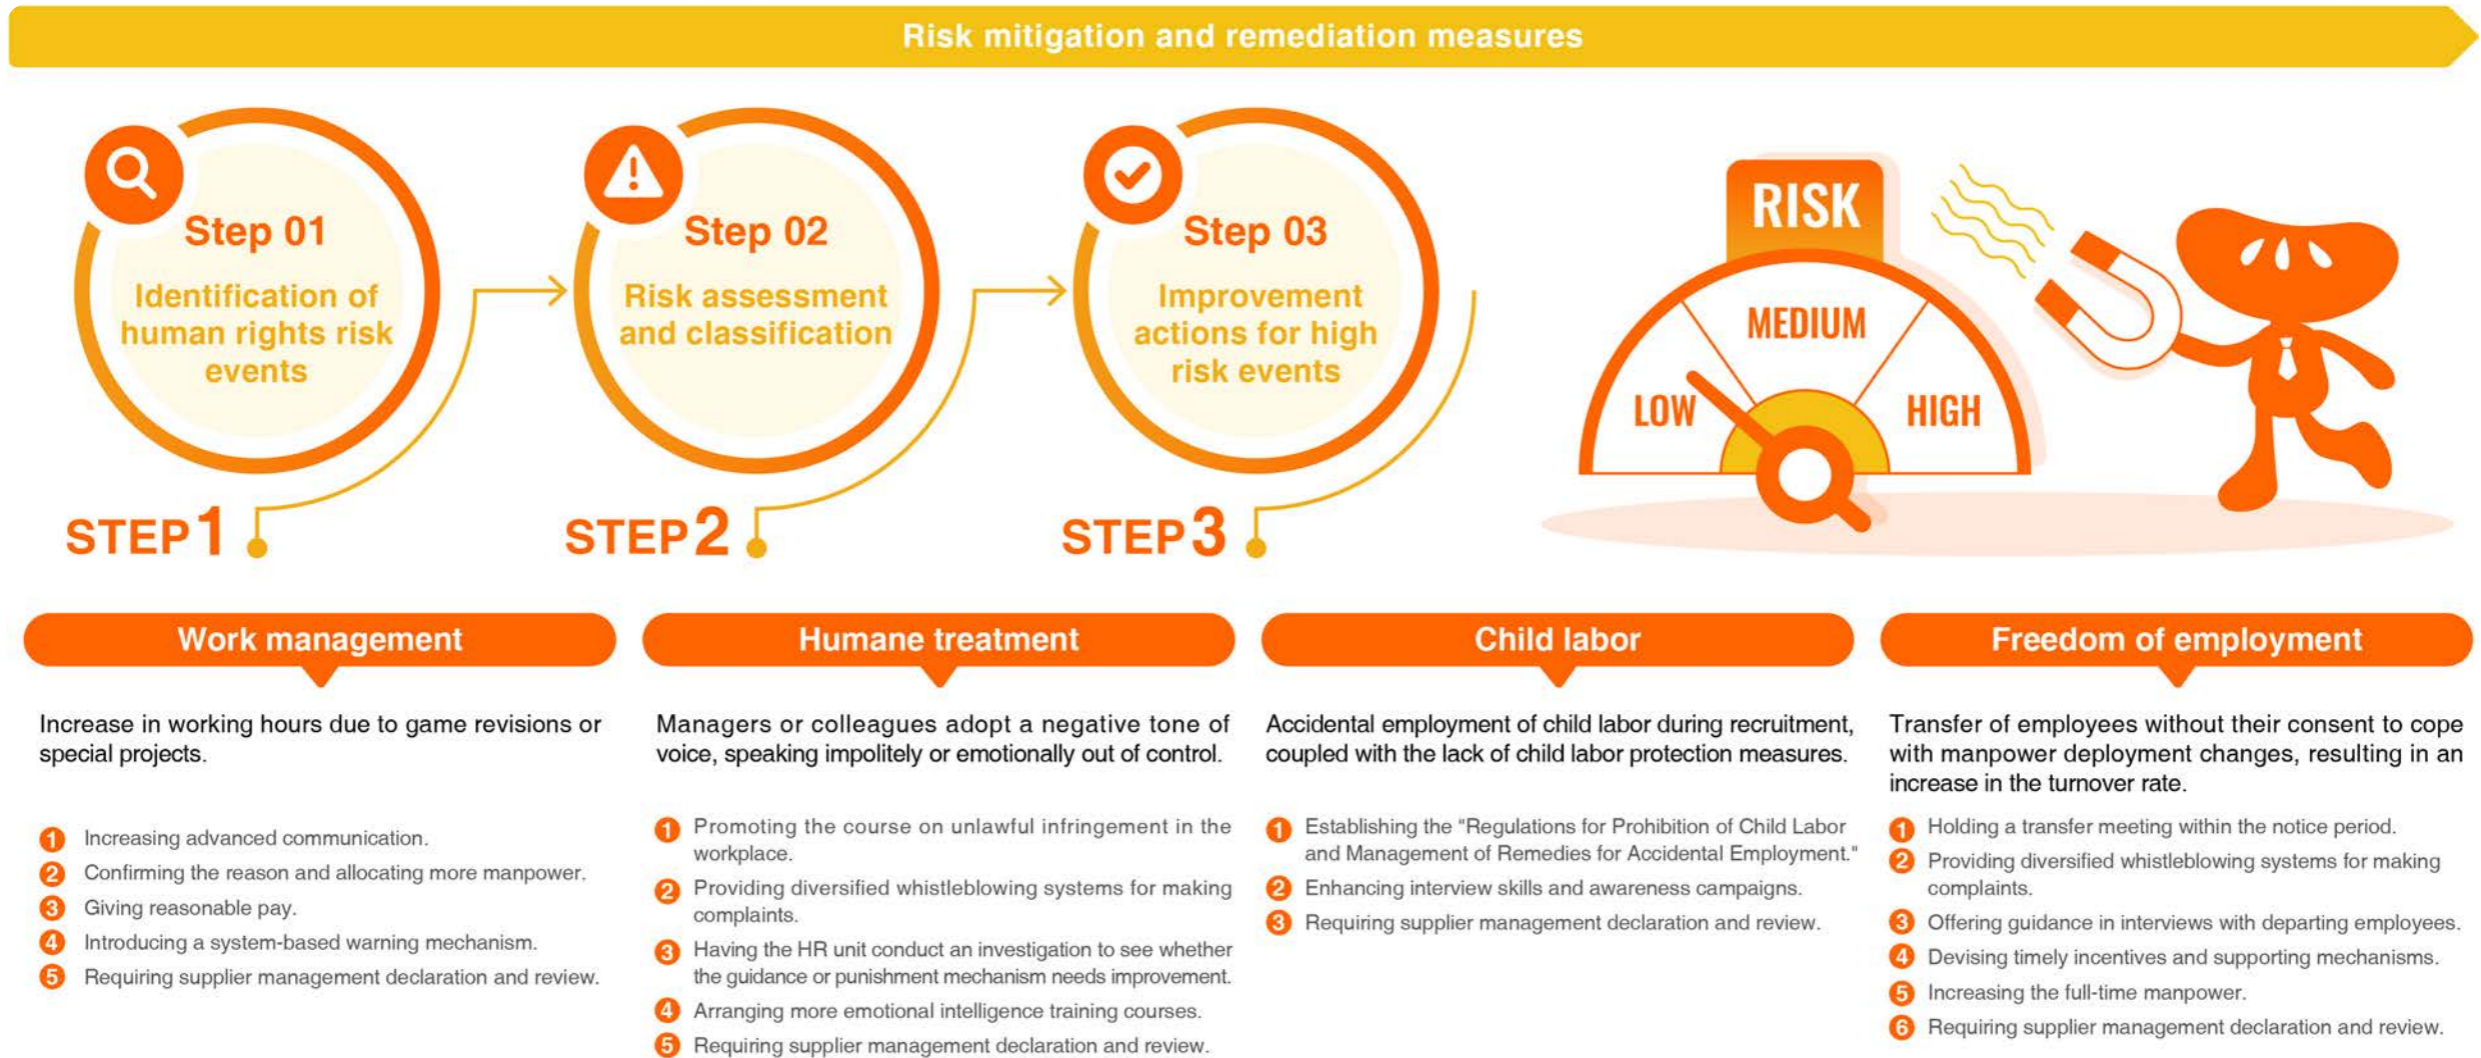 Risk mitigation and remediation measures
Step 01
Identification of
human rights risk
events
Step 02
Risk assessment
and classification
Step 03
Improvement
actions for high
risk events
RISK
LOW
MEDIUM
HIGH
STEP 1
STEP 2
STEP 3
Work management
Increase in working hours due to game revisions or
special projects.
1 Increasing advanced communication.
2 Confirming the reason and allocating more manpower.
3 Giving reasonable pay.
4 Introducing a system-based warning mechanism.
5 Requiring supplier management declaration and review.
Humane treatment
Managers or colleagues adopt a negative tone of
voice, speaking impolitely or emotionally out of control.
1 Promoting the course on unlawful infringement in the
workplace.
2 Providing diversified whistleblowing systems for making
complaints.
3 Having the HR unit conduct an investigation to see whether
the guidance or punishment mechanism needs improvement.
4 Arranging more emotional intelligence training courses.
5 Requiring supplier management declaration and review.
Child labor
Accidental employment of child labor during recruitment,
coupled with the lack of child labor protection measures.
1 Establishing the "Regulations for Prohibition of Child Labor
and Management of Remedies for Accidental Employment."
2 Enhancing interview skills and awareness campaigns.
3 Requiring supplier management declaration and review.
Freedom of employment
Transfer of employees without their consent to cope
with manpower deployment changes, resulting in an
increase in the turnover rate.
1 Holding a transfer meeting within the notice period.
2 Providing diversified whistleblowing systems for making
complaints.
3 Offering guidance in interviews with departing employees.
4 Devising timely incentives and supporting mechanisms.
5 Increasing the full-time manpower.
6 Requiring supplier management declaration and review.